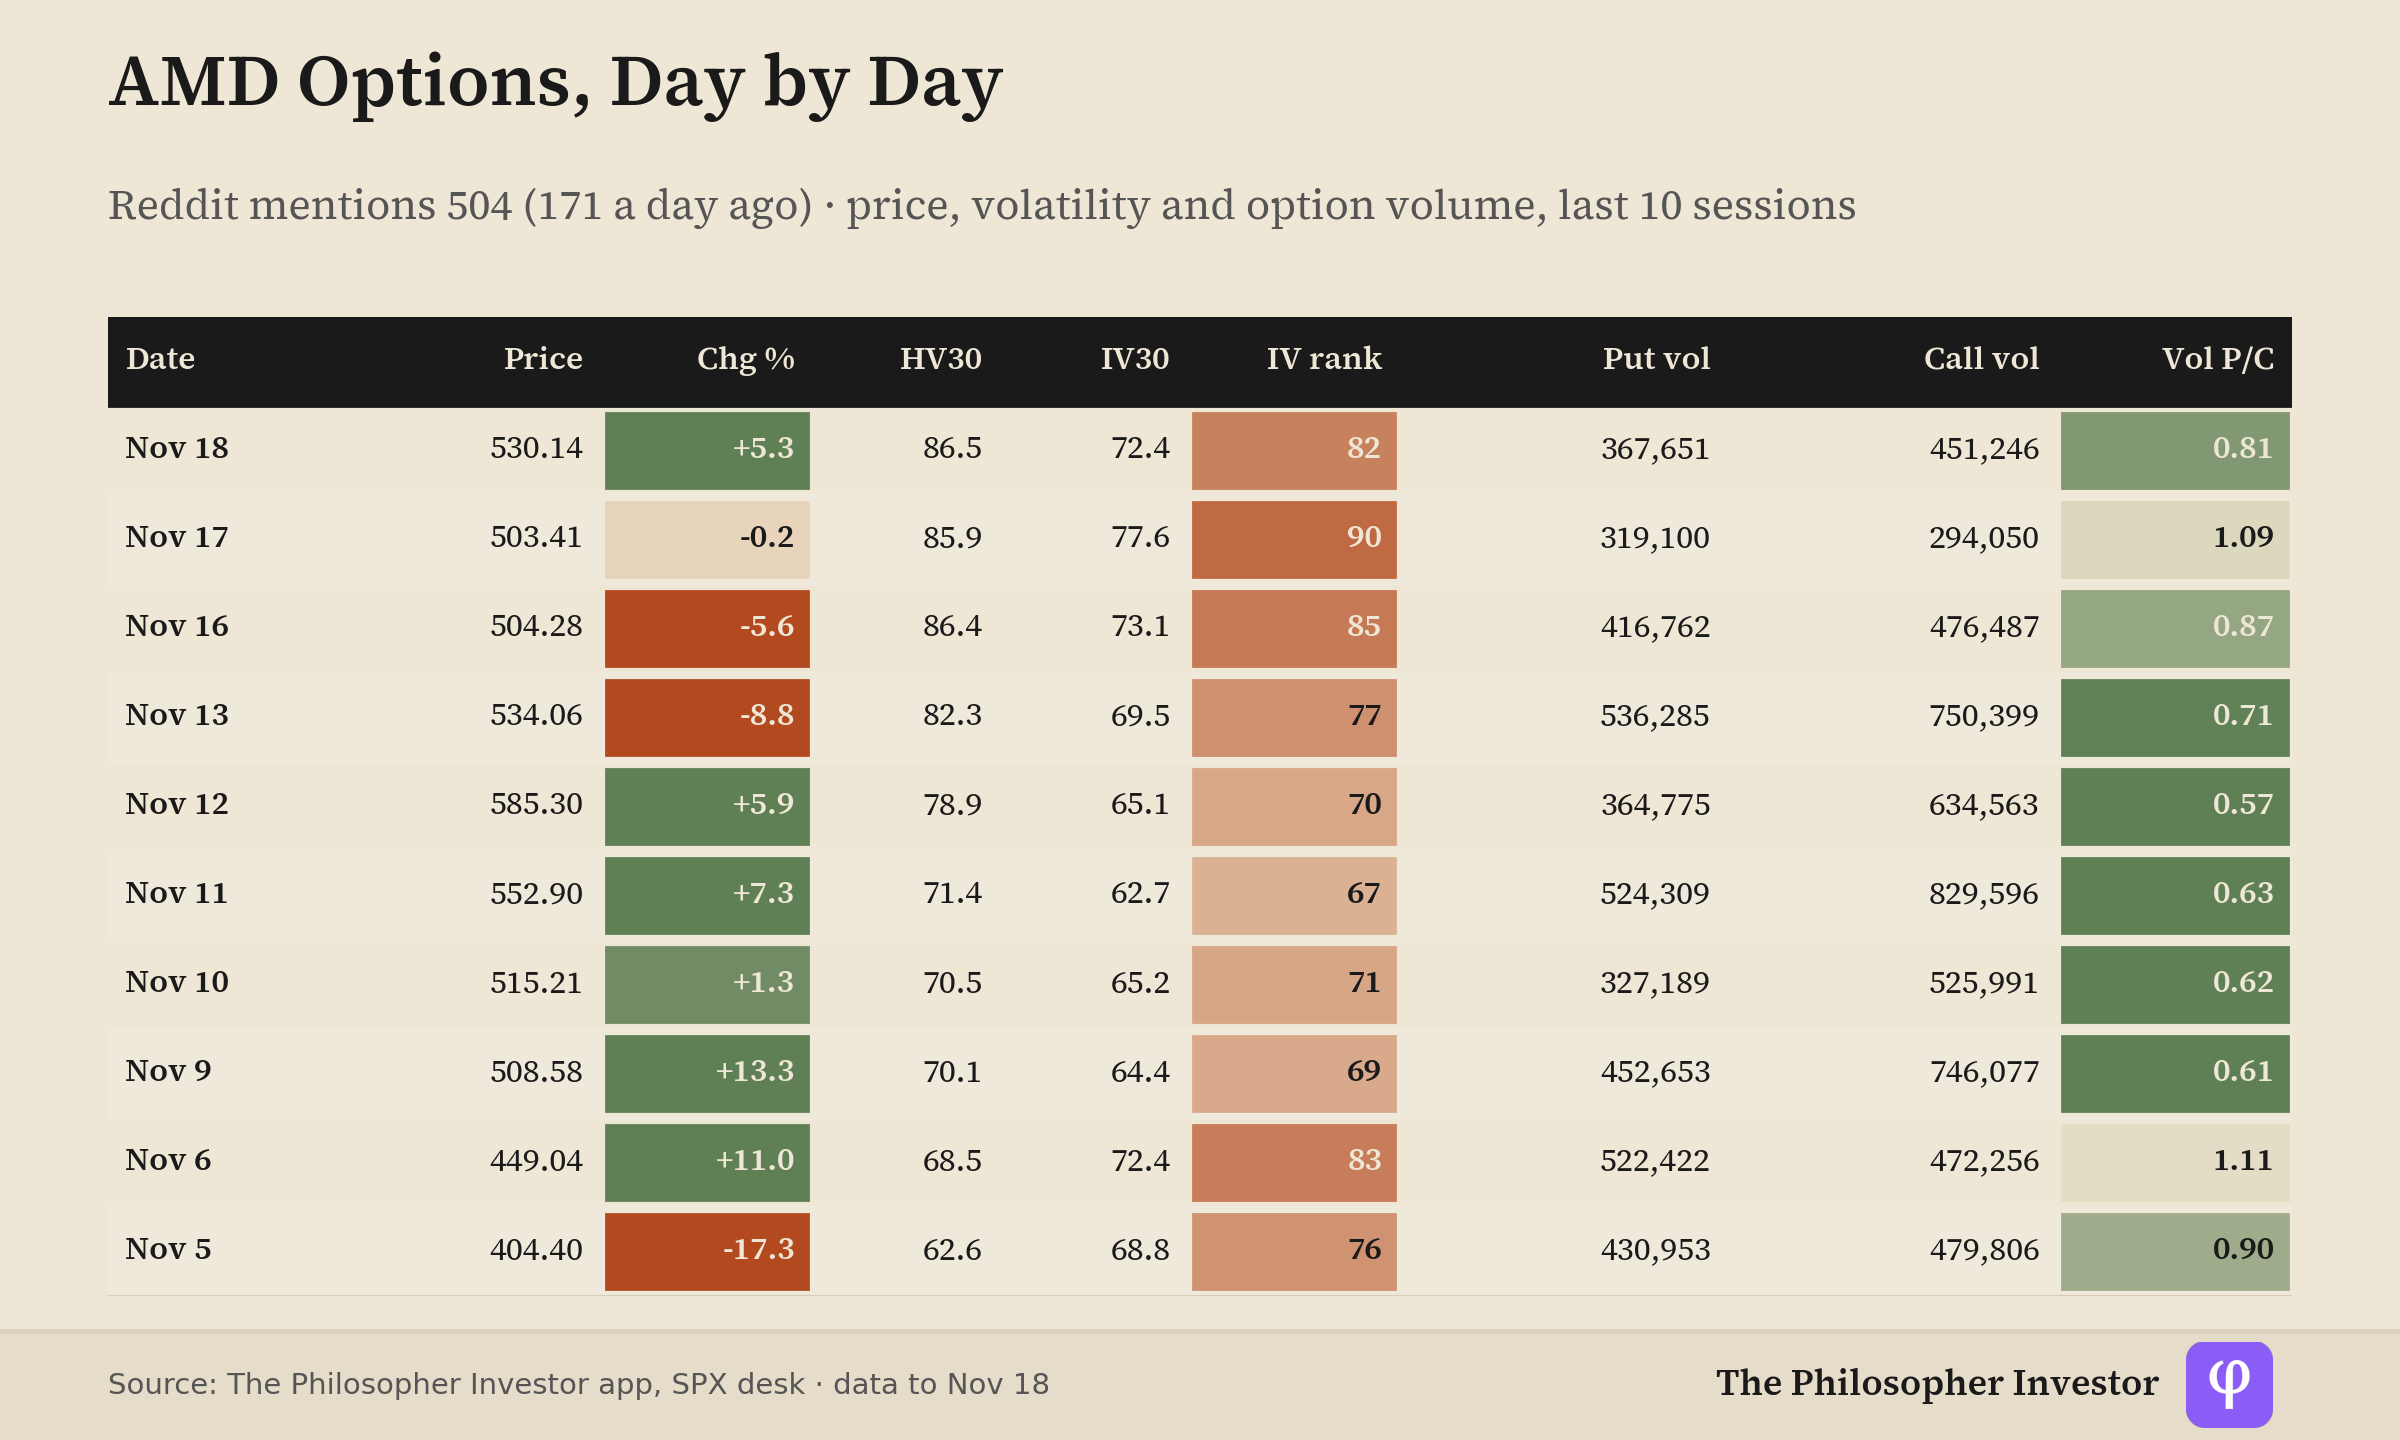 AMD Options, Day by Day
Reddit mentions 504 (171 a day ago) · price, volatility and option volume, last 10 sessions
Date Price Chg % HV30 IV30 IV rank Put vol Call vol Vol P/C
Nov 18 530.14 +5.3 86.5 72.4 82 367,651 451,246 0.81
Nov 17 503.41 -0.2 85.9 77.6 90 319,100 294,050 1.09
Nov 16 504.28 -5.6 86.4 73.1 85 416,762 476,487 0.87
Nov 13 534.06 -8.8 82.3 69.5 77 536,285 750,399 0.71
Nov 12 585.30 +5.9 78.9 65.1 70 364,775 634,563 0.57
Nov 11 552.90 +7.3 71.4 62.7 67 524,309 829,596 0.63
Nov 10 515.21 +1.3 70.5 65.2 71 327,189 525,991 0.62
Nov 9 508.58 +13.3 70.1 64.4 69 452,653 746,077 0.61
Nov 6 449.04 +11.0 68.5 72.4 83 522,422 472,256 1.11
Nov 5 404.40 -17.3 62.6 68.8 76 430,953 479,806 0.90
Source: The Philosopher Investor app, SPX desk · data to Nov 18
The Philosopher Investor φ